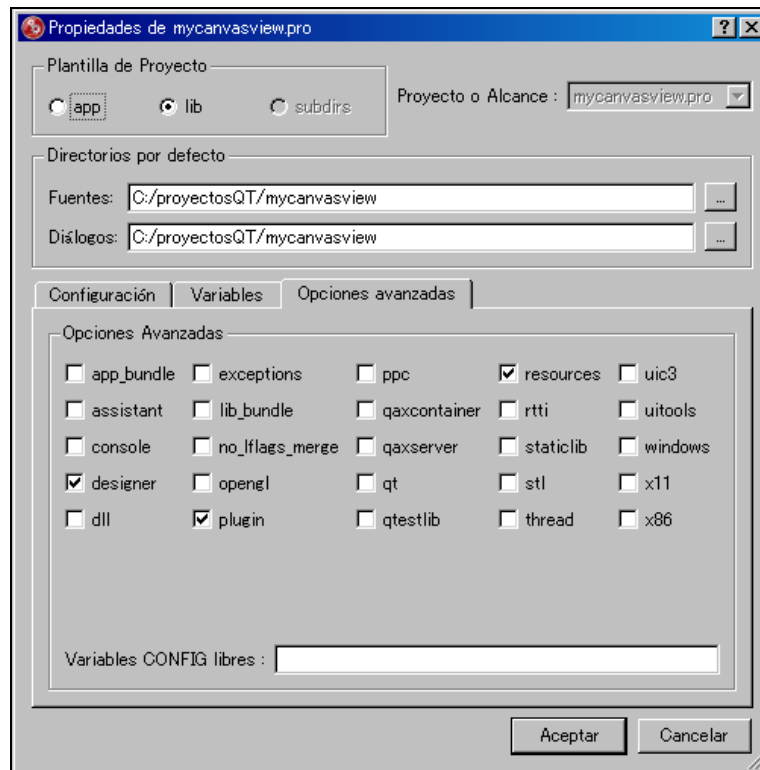 Propiedades de mycanvasview.pro
Plantilla de Proyecto
app lib subdirs
Proyecto o Alcance : mycanvasview.pro
Directorios por defecto
Fuentes: C:/proyectosQT/mycanvasview ...
Diálogos: C:/proyectosQT/mycanvasview ...
Configuración Variables Opciones avanzadas
Opciones Avanzadas
app_bundle exceptions ppc resources uic3
assistant lib_bundle qaxcontainer rtti uitools
console no_lflags_merge qaxserver staticlib windows
designer opengl qt stl x11
dll plugin qtestlib thread x86
Variables CONFIG libres :
Aceptar Cancelar